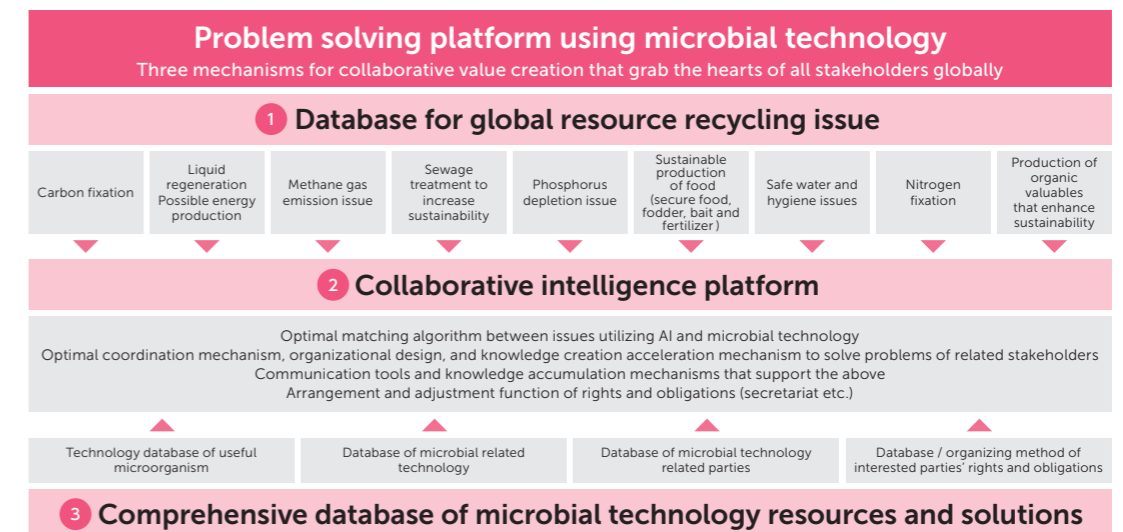 Problem solving platform using microbial technology
Three mechanisms for collaborative value creation that grab the hearts of all stakeholders globally
1 Database for global resource recycling issue
Carbon fixation
Liquid
regeneration
Possible energy
production
Methane gas
emission issue
Sewage
treatment to
increase
sustainability
Phosphorus
depletion issue
Sustainable
production
of food
(secure food,
fodder, bait and
fertilizer)
Safe water and
hygiene issues
Nitrogen
fixation
Production of
organic
valuables
that enhance
sustainability
2 Collaborative intelligence platform
Optimal matching algorithm between issues utilizing AI and microbial technology
Optimal coordination mechanism, organizational design, and knowledge creation acceleration mechanism to solve problems of related stakeholders
Communication tools and knowledge accumulation mechanisms that support the above
Arrangement and adjustment function of rights and obligations (secretariat etc.)
Technology database of useful
microorganism
Database of microbial related
technology
Database of microbial technology
related parties
Database / organizing method of
interested parties' rights and obligations
3 Comprehensive database of microbial technology resources and solutions